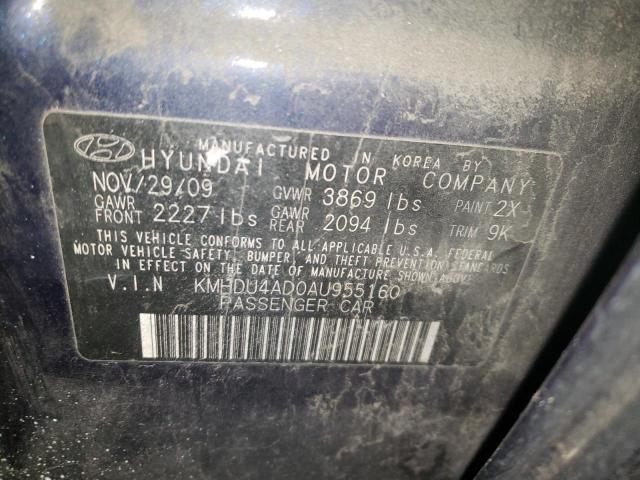 MANUFACTURED IN KOREA BY
HYUNDAI MOTOR COMPANY
NOV/29/09 GVWR 3869 lbs PAINT 2X
GAWR FRONT 2227 lbs GAWR REAR 2094 lbs TRIM 9K
THIS VEHICLE CONFORMS TO ALL APPLICABLE U.S.A. FEDERAL
MOTOR VEHICLE SAFETY, BUMPER, AND THEFT PREVENTION STANDARDS
IN EFFECT ON THE DATE OF MANUFACTURE SHOWN ABOVE.
V.I.N KMHDU4AD0AU955160
PASSENGER CAR